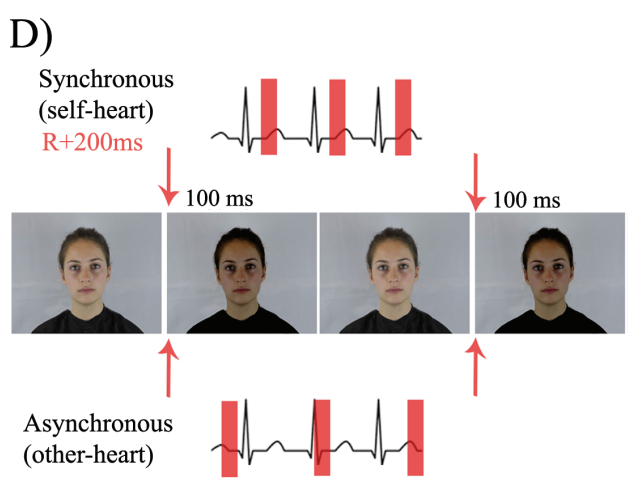 D)
Synchronous
(self-heart)
R+200ms
100 ms
100 ms
Asynchronous
(other-heart)